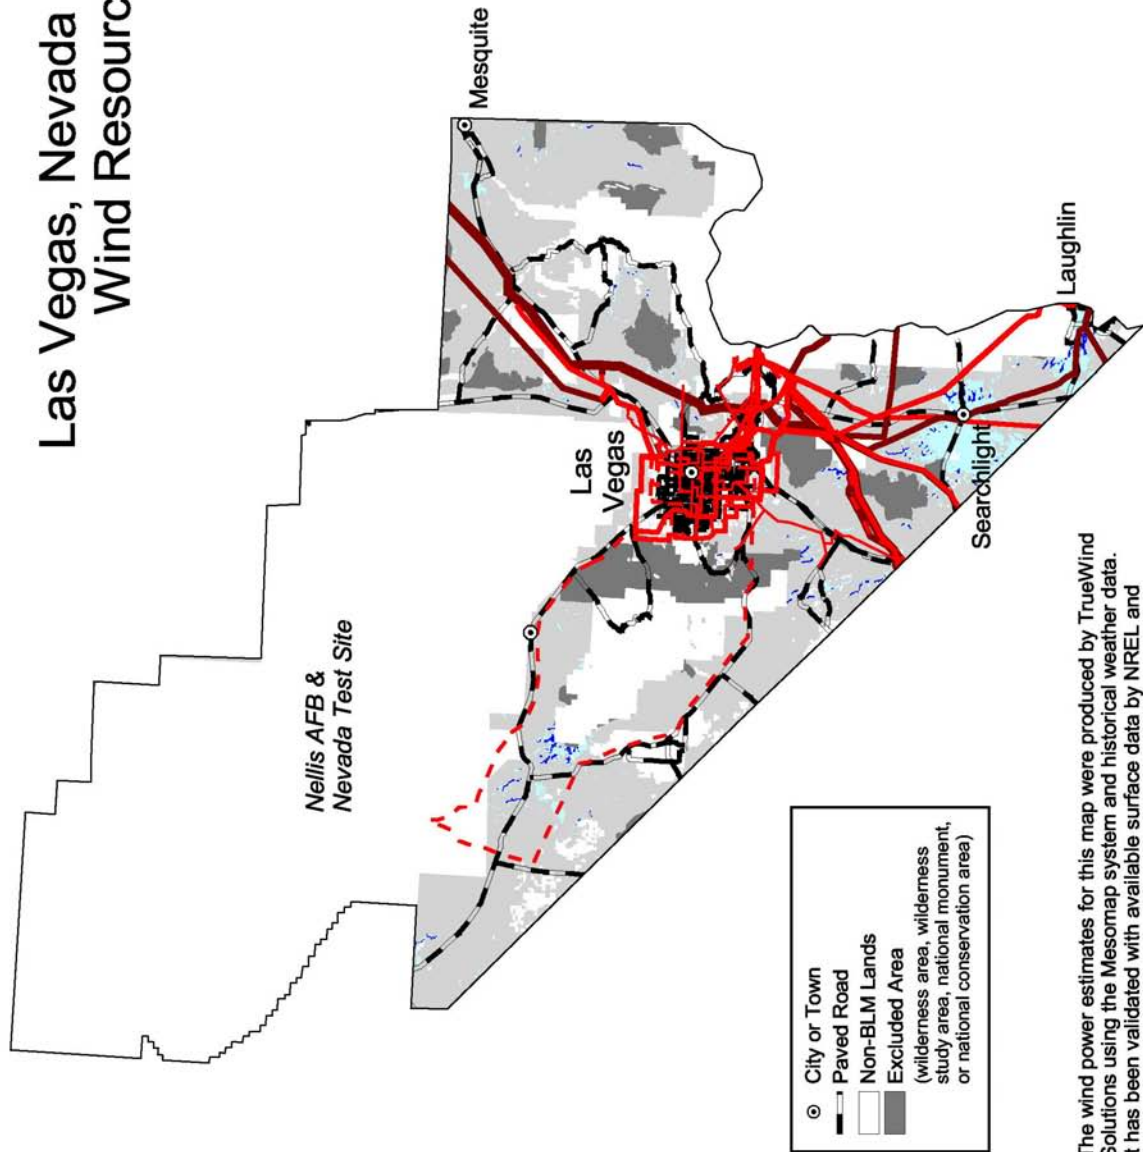 Las Vegas, Nevada
Wind Resourc
Mesquite
Nellis AFB &
Nevada Test Site
Las
Vegas
Laughlin
Searchlight
City or Town
Paved Road
Non-BLM Lands
Excluded Area
(wilderness area, wilderness
study area, national monument,
or national conservation area)
The wind power estimates for this map were produced by TrueWind
Solutions using the Mesomap system and historical weather data.
It has been validated with available surface data by NREL and